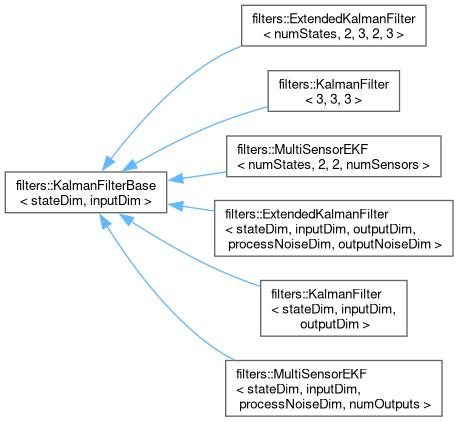 filters::ExtendedKalmanFilter
< numStates, 2, 3, 2, 3 >
filters::KalmanFilter
< 3, 3, 3 >
filters::MultiSensorEKF
< numStates, 2, 2, numSensors >
filters::KalmanFilterBase
< stateDim, inputDim >
filters::ExtendedKalmanFilter
< stateDim, inputDim, outputDim,
processNoiseDim, outputNoiseDim >
filters::KalmanFilter
< stateDim, inputDim,
outputDim >
filters::MultiSensorEKF
< stateDim, inputDim,
processNoiseDim, numOutputs >